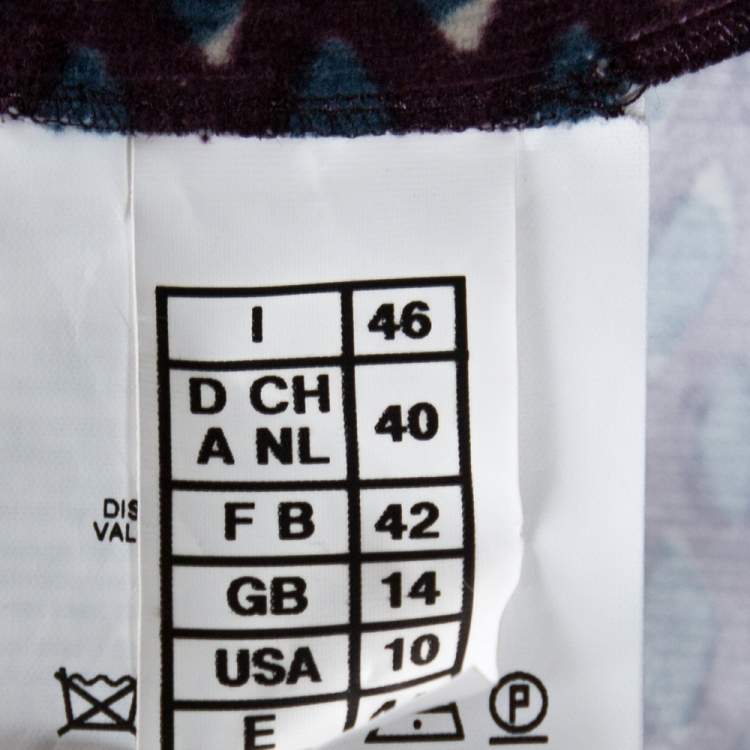 I 46
D CH
A NL 40
F B 42
GB 14
USA 10
E
DIS
VAL
P